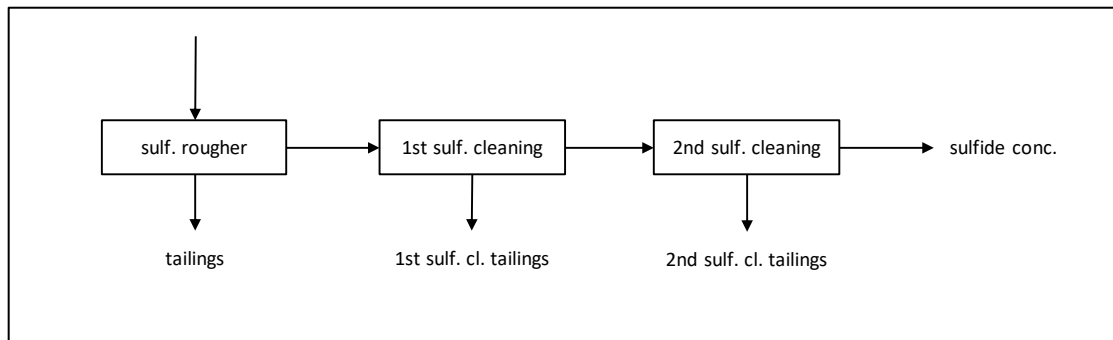 sulf. rougher
1st sulf. cleaning
2nd sulf. cleaning
sulfide conc.
tailings
1st sulf. cl. tailings
2nd sulf. cl. tailings